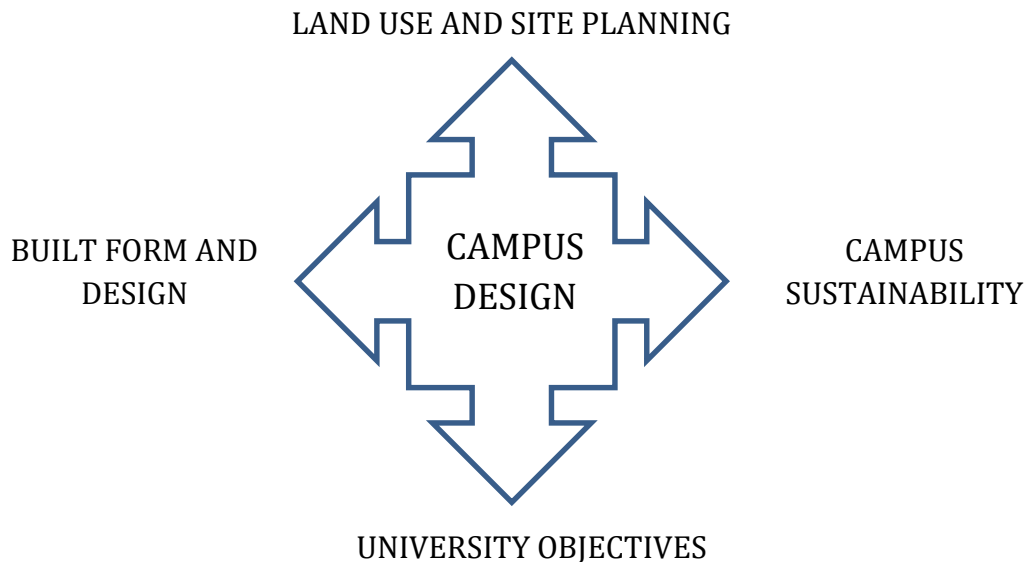 LAND USE AND SITE PLANNING
BUILT FORM AND
DESIGN
CAMPUS
DESIGN
CAMPUS
SUSTAINABILITY
UNIVERSITY OBJECTIVES